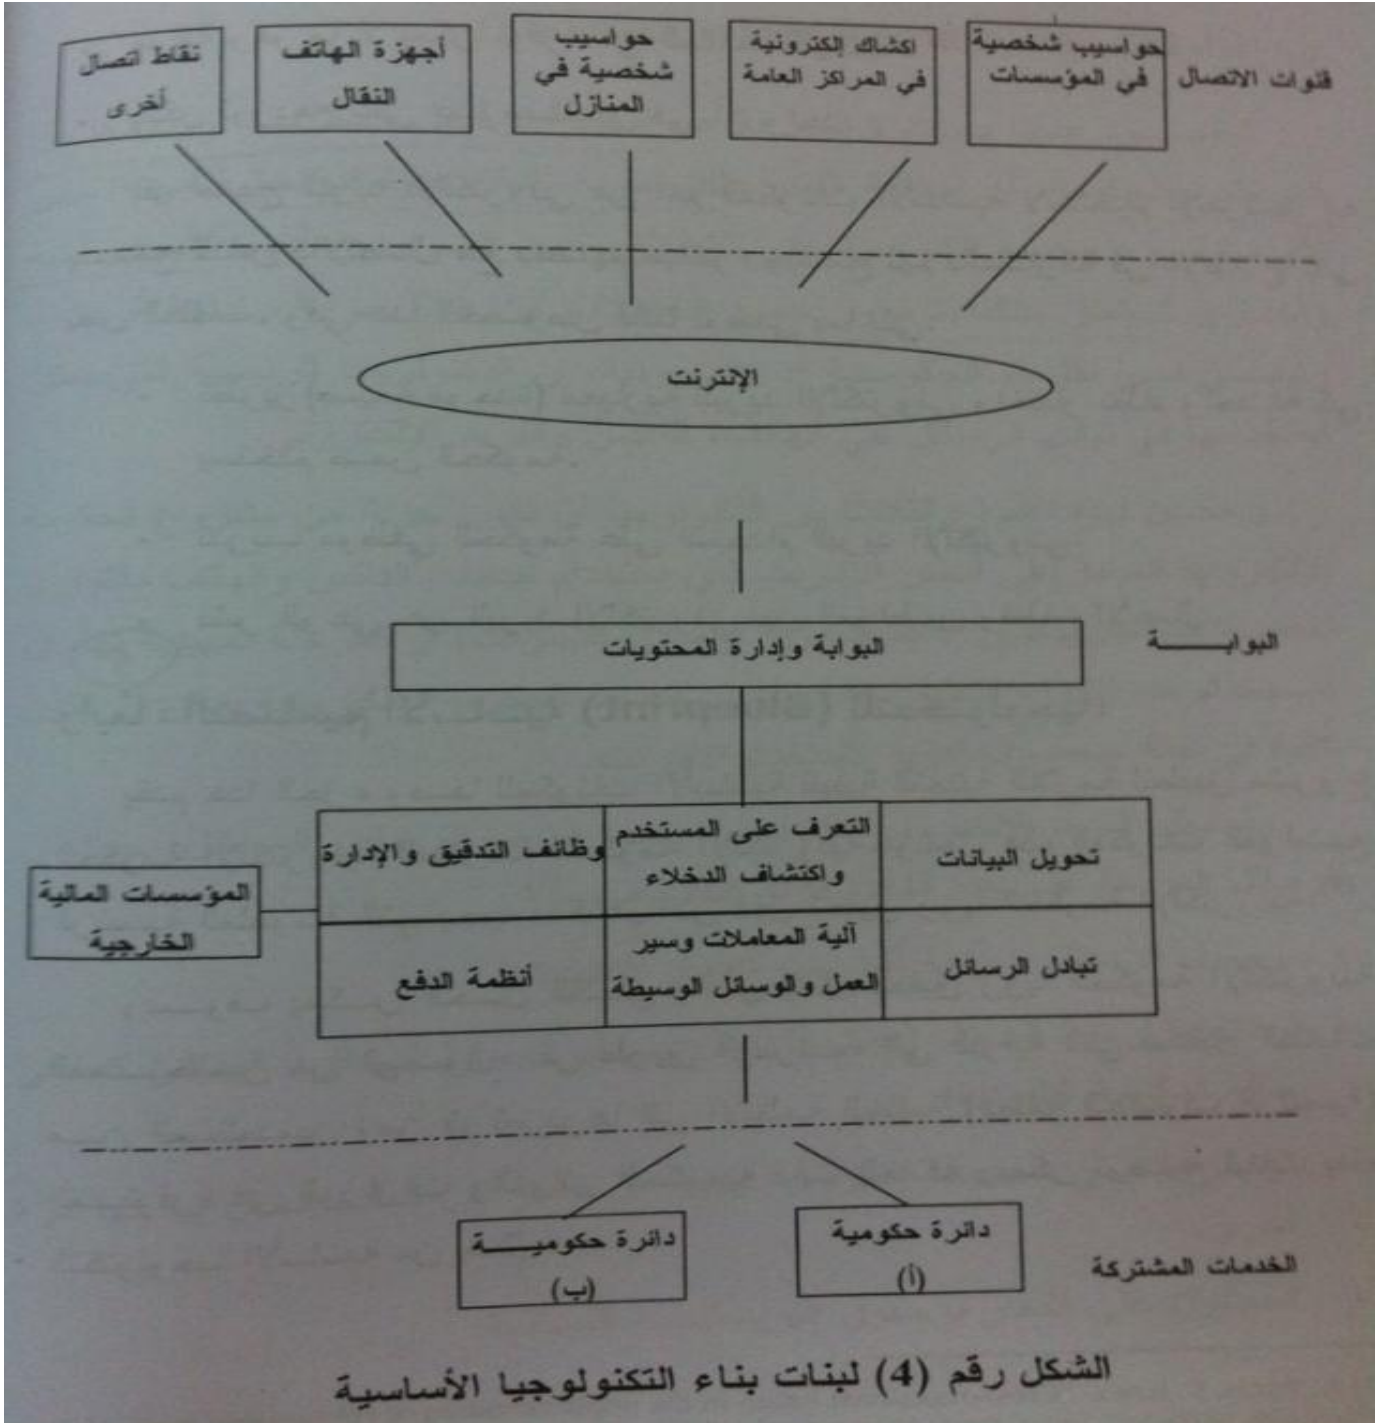 قنوات الاتصال
حواسيب شخصية
في المؤسسات
اكشاك إلكترونية
في المراكز العامة
حواسيب
شخصية في
المنازل
أجهزة الهاتف
النقال
نقاط اتصال
أخرى
الإنترنت
البوابـــــــة
البوابة وإدارة المحتويات
تحويل البيانات
التعرف على المستخدم
واكتشاف الدخلاء
وظائف التدقيق والإدارة
تبادل الرسائل
آلية المعاملات وسير
العمل والوسائل الوسيطة
أنظمة الدفع
المؤسسات المالية
الخارجية
الخدمات المشتركة
دائرة حكومية
(أ)
دائرة حكوميـــــة
(ب)
الشكل رقم (4) لبنات بناء التكنولوجيا الأساسية